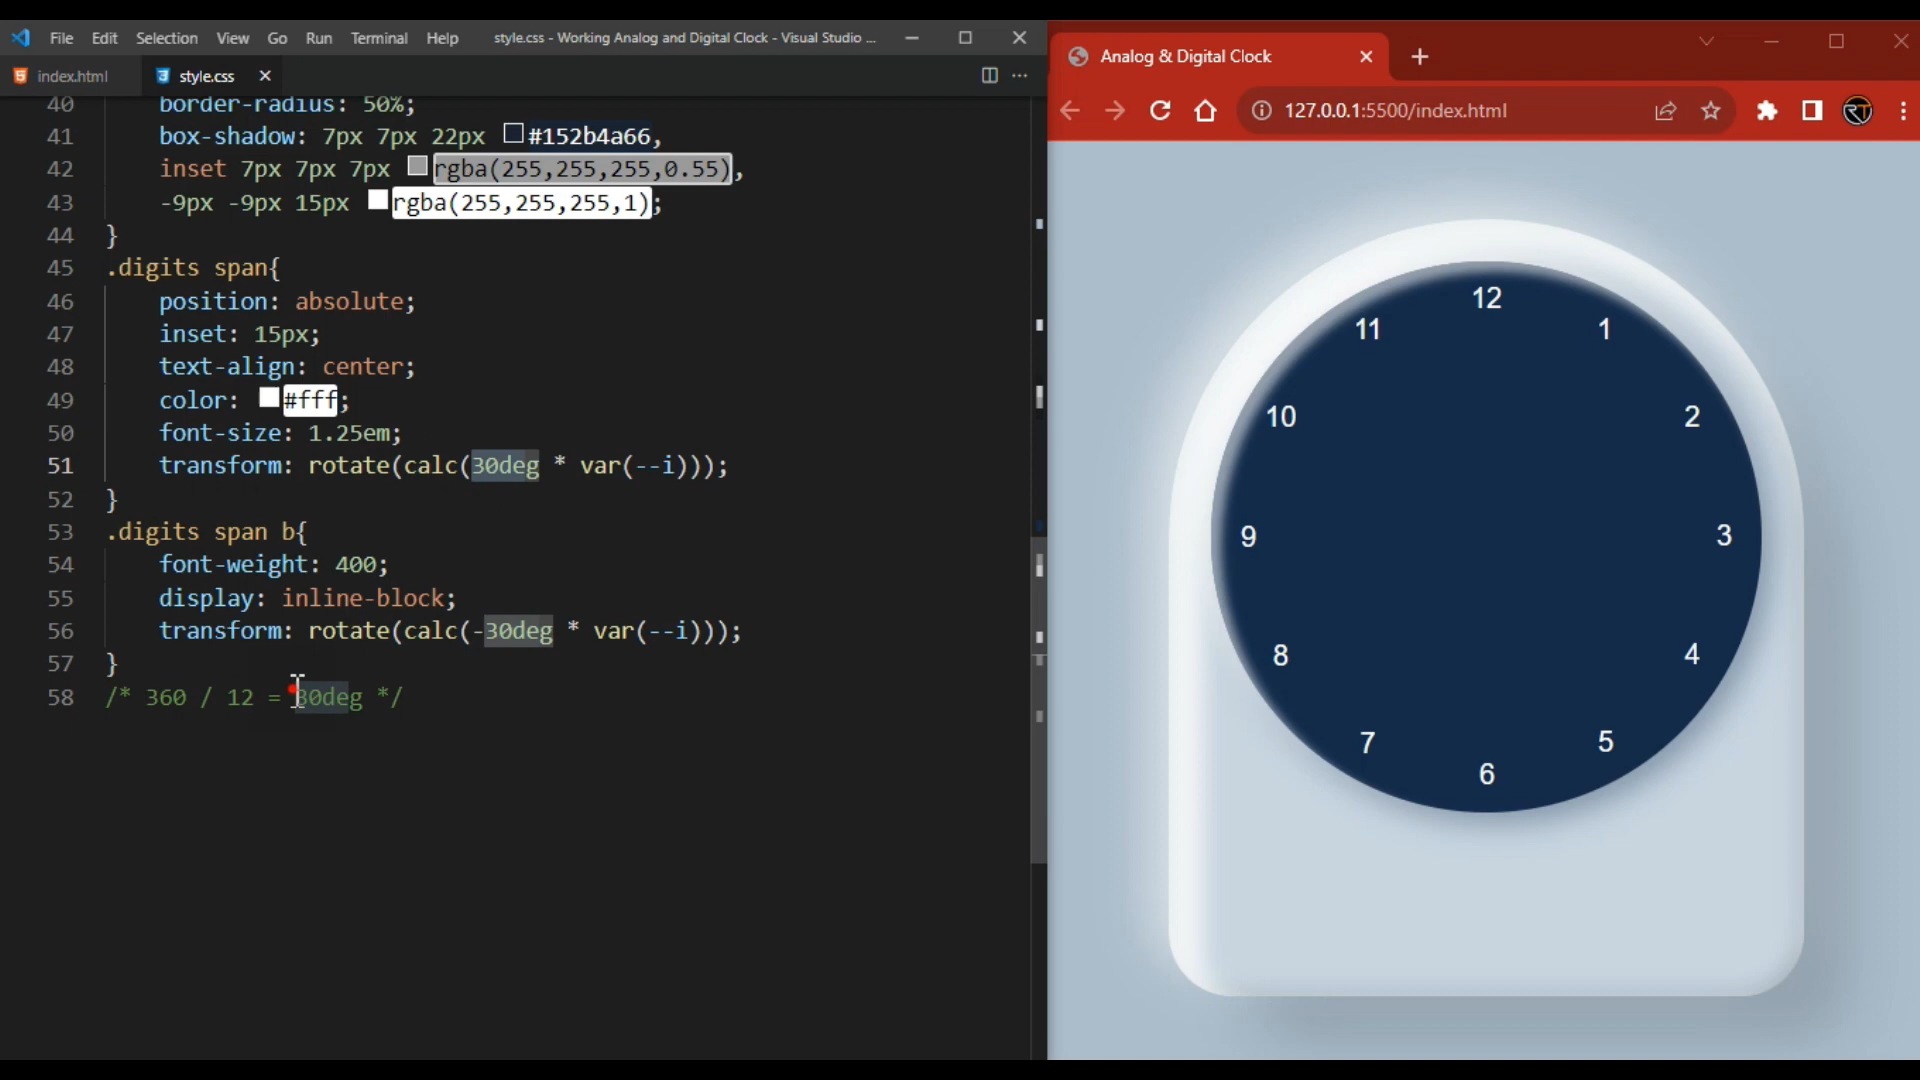 File Edit Selection View Go Run Terminal Help style.css - Working Analog and Digital Clock - Visual Studio ...
index.html style.css
40 border-radius: 50%;
41 box-shadow: 7px 7px 22px #152b4a66,
42 inset 7px 7px 7px rgba(255,255,255,0.55),
43 -9px -9px 15px rgba(255,255,255,1);
44 }
45 .digits span{
46 position: absolute;
47 inset: 15px;
48 text-align: center;
49 color: #fff;
50 font-size: 1.25em;
51 transform: rotate(calc(30deg * var(--i)));
52 }
53 .digits span b{
54 font-weight: 400;
55 display: inline-block;
56 transform: rotate(calc(-30deg * var(--i)));
57 }
58 /* 360 / 12 = 30deg */
Analog & Digital Clock
127.0.0.1:5500/index.html
RT
12
11 1
10 2
9 3
8 4
7 5
6